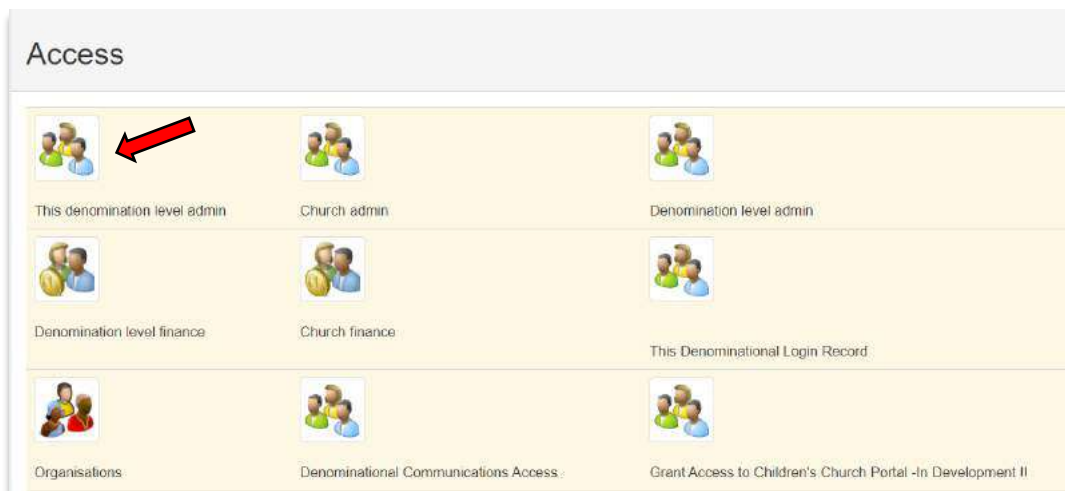 Access
This denomination level admin
Church admin
Denomination level admin
Denomination level finance
Church finance
This Denominational Login Record
Organisations
Denominational Communications Access
Grant Access to Children's Church Portal -In Development !!